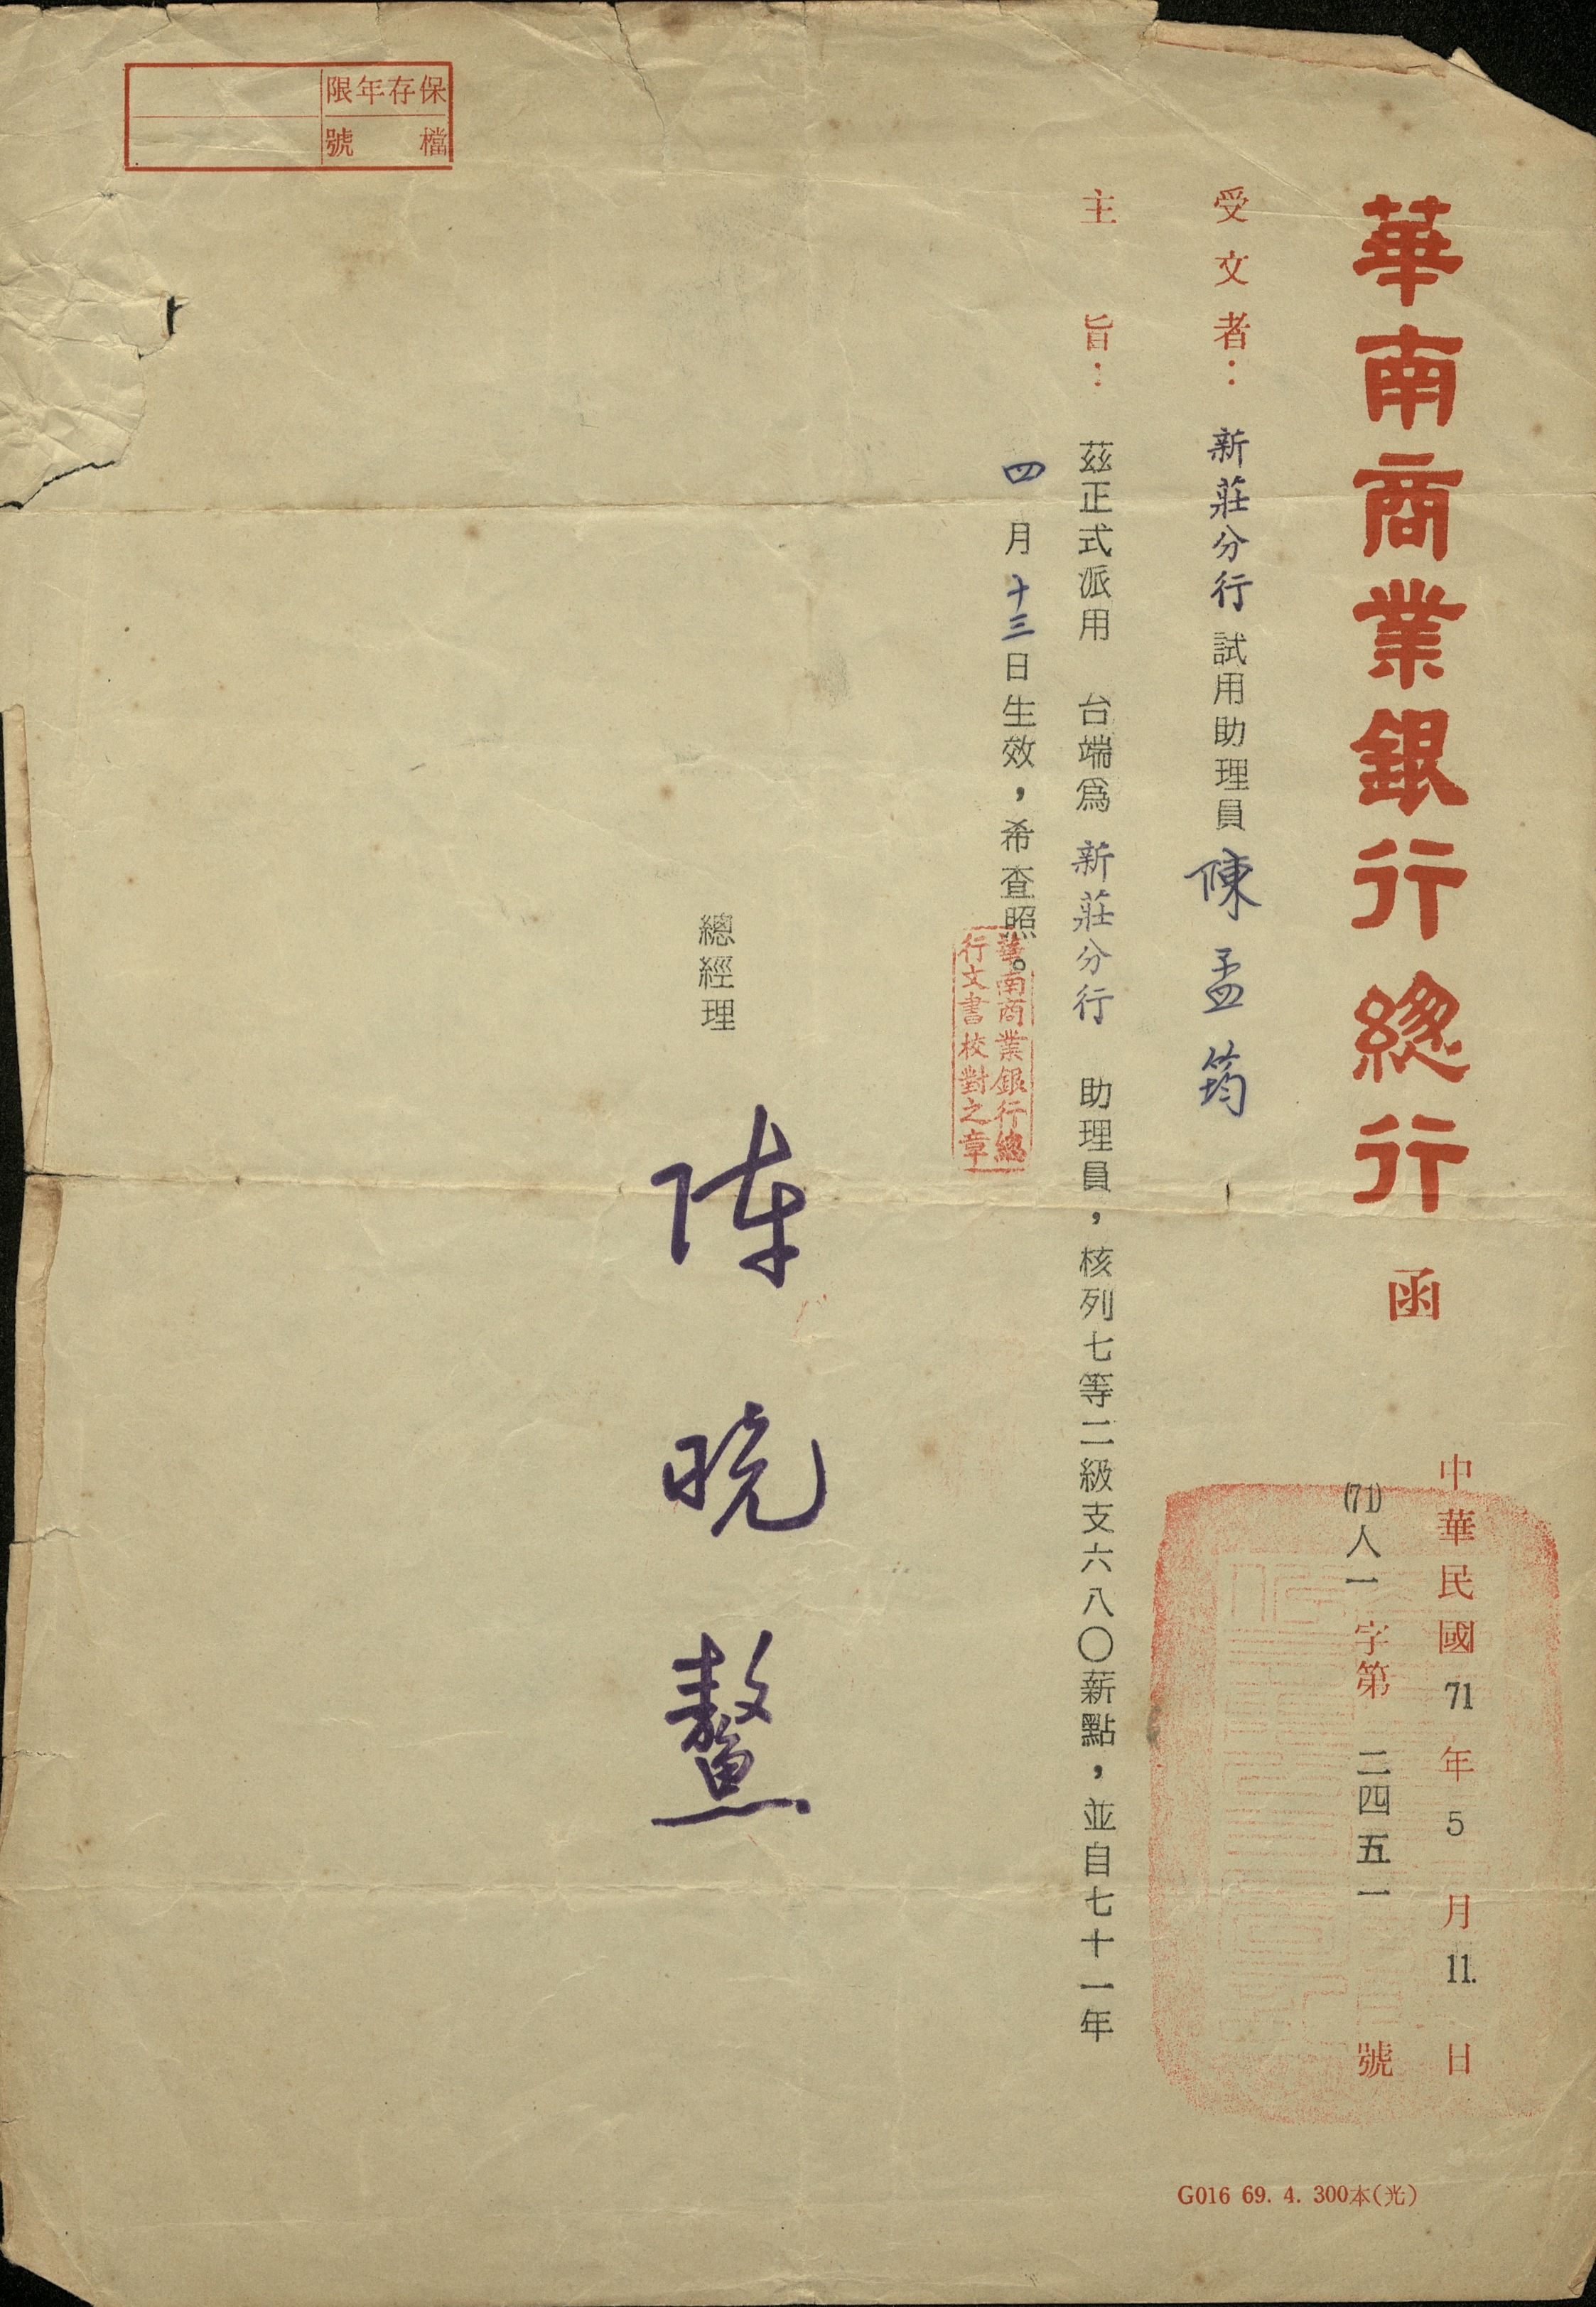 華南商業銀行總行 函
中華民國71年5月11.日
(71)人一字第二四五一號
受文者：新莊分行試用助理員陳孟筠
主旨：茲正式派用 台端為新莊分行 助理員，核列七等二級支六八〇薪點，並自七十一年
四月十三日生效，希查照。
華南商業銀行總
行文書校對之章
總經理 陳晩鰲
保存年限
檔號
G016 69. 4. 300本(光)